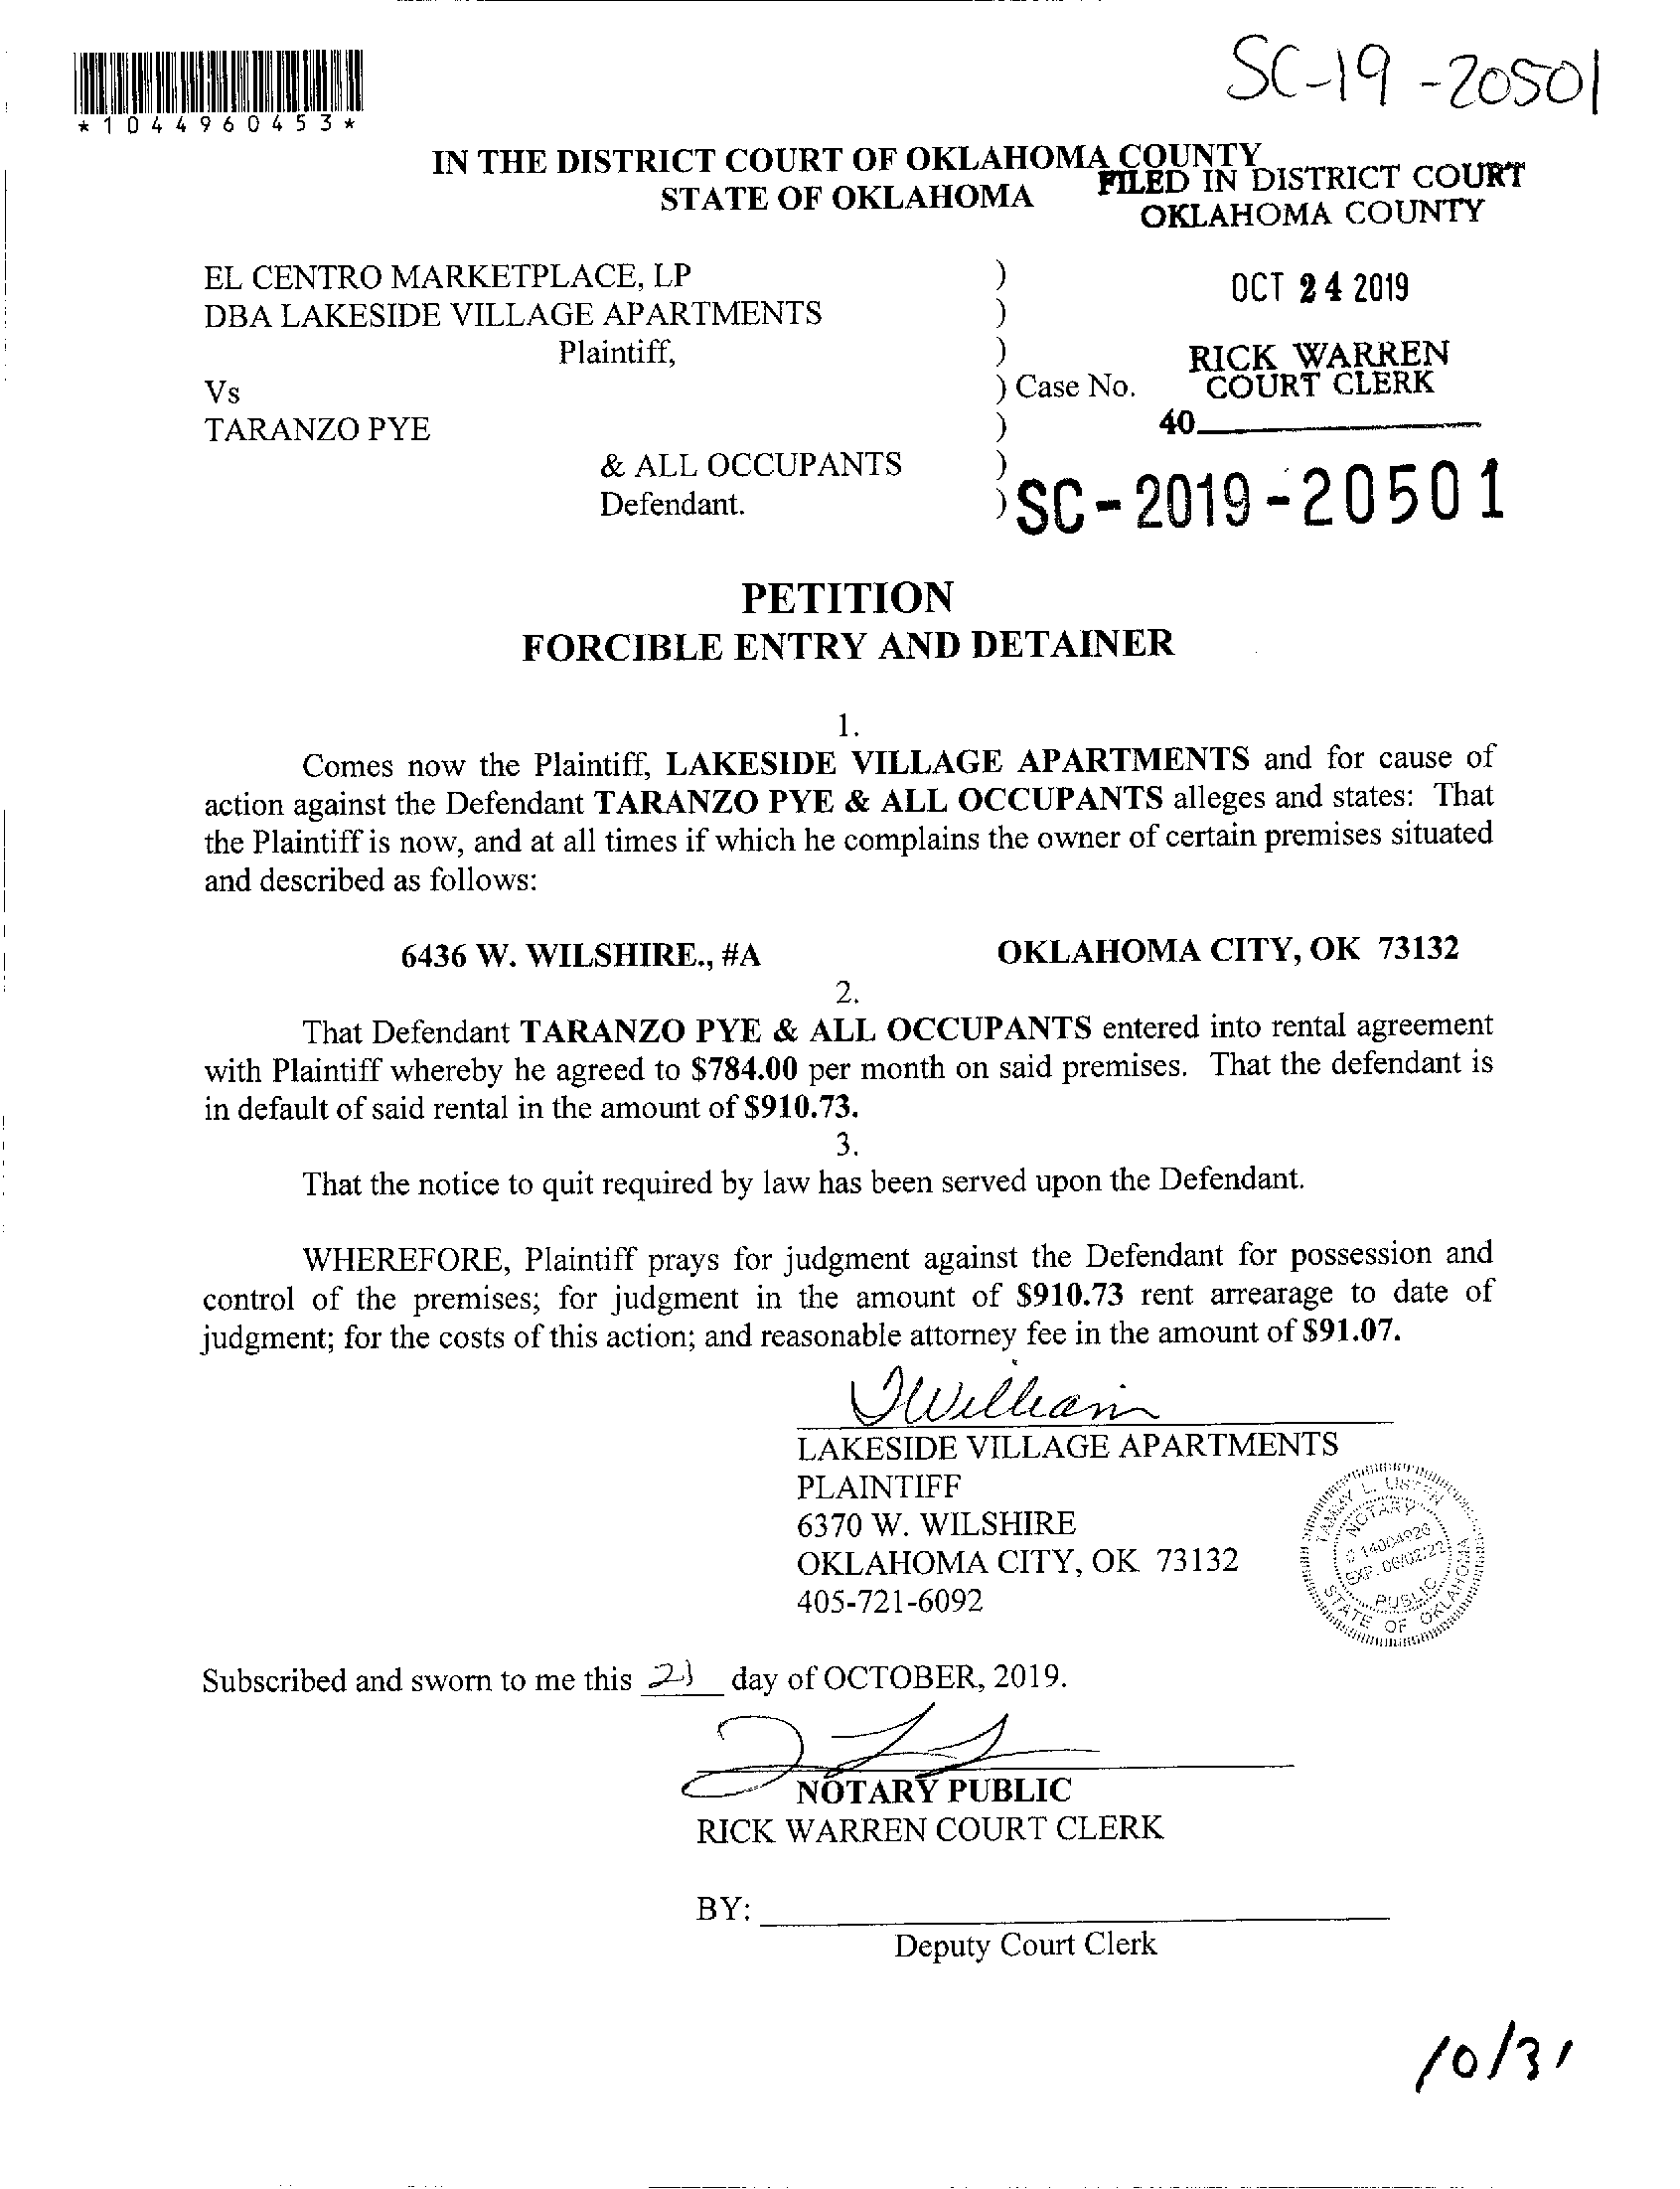 SC-19-20501
*1044960453*
IN THE DISTRICT COURT OF OKLAHOMA COUNTY
STATE OF OKLAHOMA
FILED IN DISTRICT COURT
OKLAHOMA COUNTY
EL CENTRO MARKETPLACE, LP )
DBA LAKESIDE VILLAGE APARTMENTS )
OCT 24 2019
Plaintiff, )
RICK WARREN
COURT CLERK
Vs ) Case No.
TARANZO PYE )
40
& ALL OCCUPANTS )
Defendant. )
SC-2019-20501
PETITION
FORCIBLE ENTRY AND DETAINER
1.
Comes now the Plaintiff, LAKESIDE VILLAGE APARTMENTS and for cause of
action against the Defendant TARANZO PYE & ALL OCCUPANTS alleges and states: That
the Plaintiff is now, and at all times if which he complains the owner of certain premises situated
and described as follows:
6436 W. WILSHIRE., #A OKLAHOMA CITY, OK 73132
2.
That Defendant TARANZO PYE & ALL OCCUPANTS entered into rental agreement
with Plaintiff whereby he agreed to $784.00 per month on said premises. That the defendant is
in default of said rental in the amount of $910.73.
3.
That the notice to quit required by law has been served upon the Defendant.
WHEREFORE, Plaintiff prays for judgment against the Defendant for possession and
control of the premises; for judgment in the amount of $910.73 rent arrearage to date of
judgment; for the costs of this action; and reasonable attorney fee in the amount of $91.07.
LAKESIDE VILLAGE APARTMENTS
PLAINTIFF
6370 W. WILSHIRE
OKLAHOMA CITY, OK 73132
405-721-6092
TAMMY L. LISTEN
NOTARY
# 14004926
EXP. 06/02/22
PUBLIC
STATE OF OKLAHOMA
Subscribed and sworn to me this 21 day of OCTOBER, 2019.
NOTARY PUBLIC
RICK WARREN COURT CLERK
BY:
Deputy Court Clerk
10/31